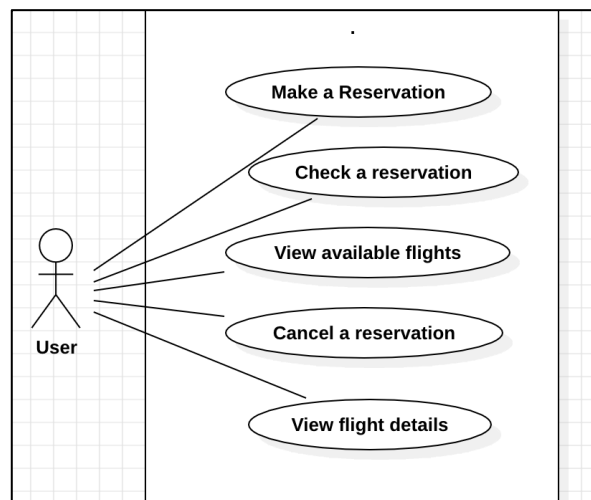 .
Make a Reservation
Check a reservation
View available flights
Cancel a reservation
User
View flight details